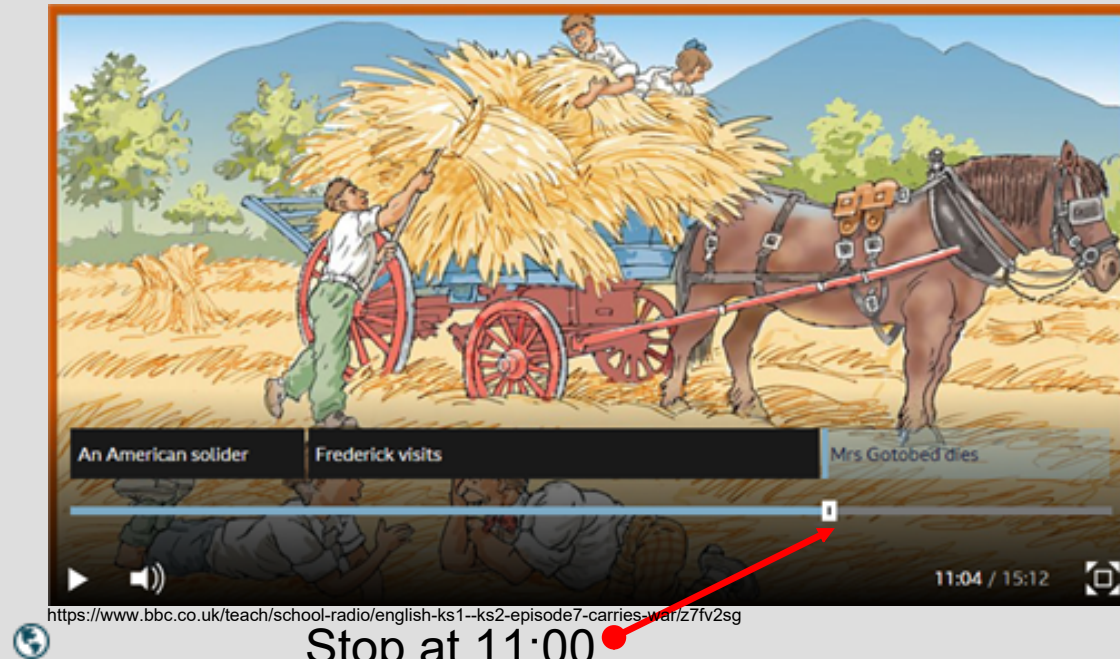 An American solider
Frederick visits
Mrs Gotobed dies
11:04 / 15:12
https://www.bbc.co.uk/teach/school-radio/english-ks1--ks2-episode7-carries-war/z7fv2sg
Stop at 11:00